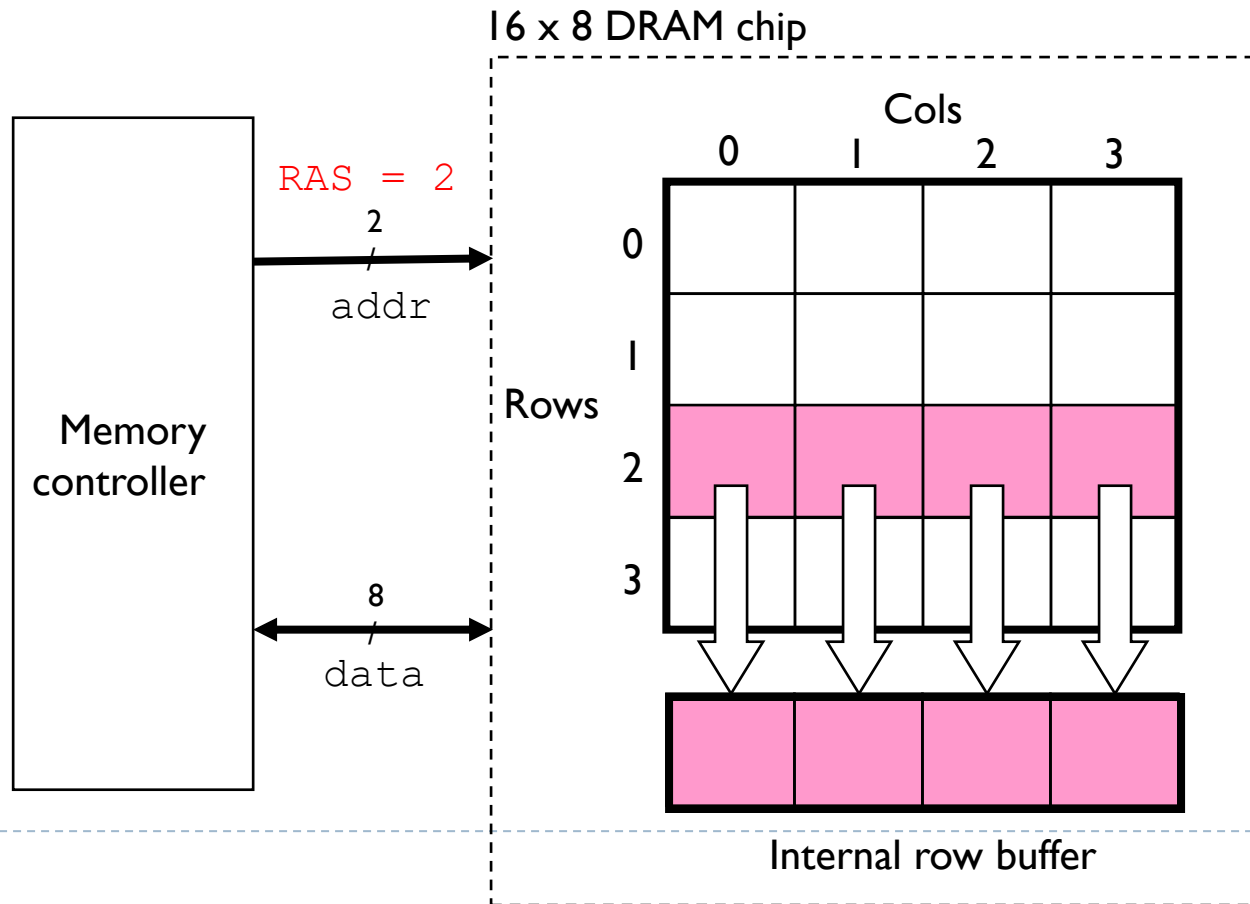 16 x 8 DRAM chip
Cols
0 1 2 3
RAS = 2
2
addr
0
1
Rows
2
3
Memory
controller
8
data
Internal row buffer